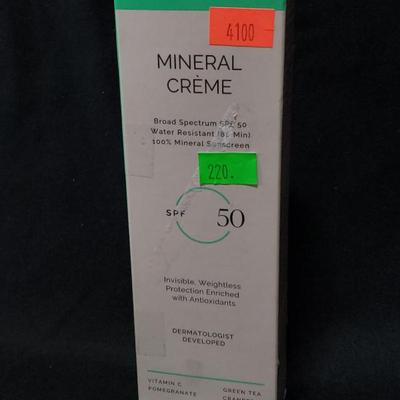 4100
MINERAL
CRÈME
Broad Spectrum SPF 50
Water Resistant (80 Min)
100% Mineral Sunscreen
220.
SPF 50
Invisible, Weightless
Protection Enriched
with Antioxidants
DERMATOLOGIST
DEVELOPED
VITAMIN C
POMEGRANATE
GREEN TEA